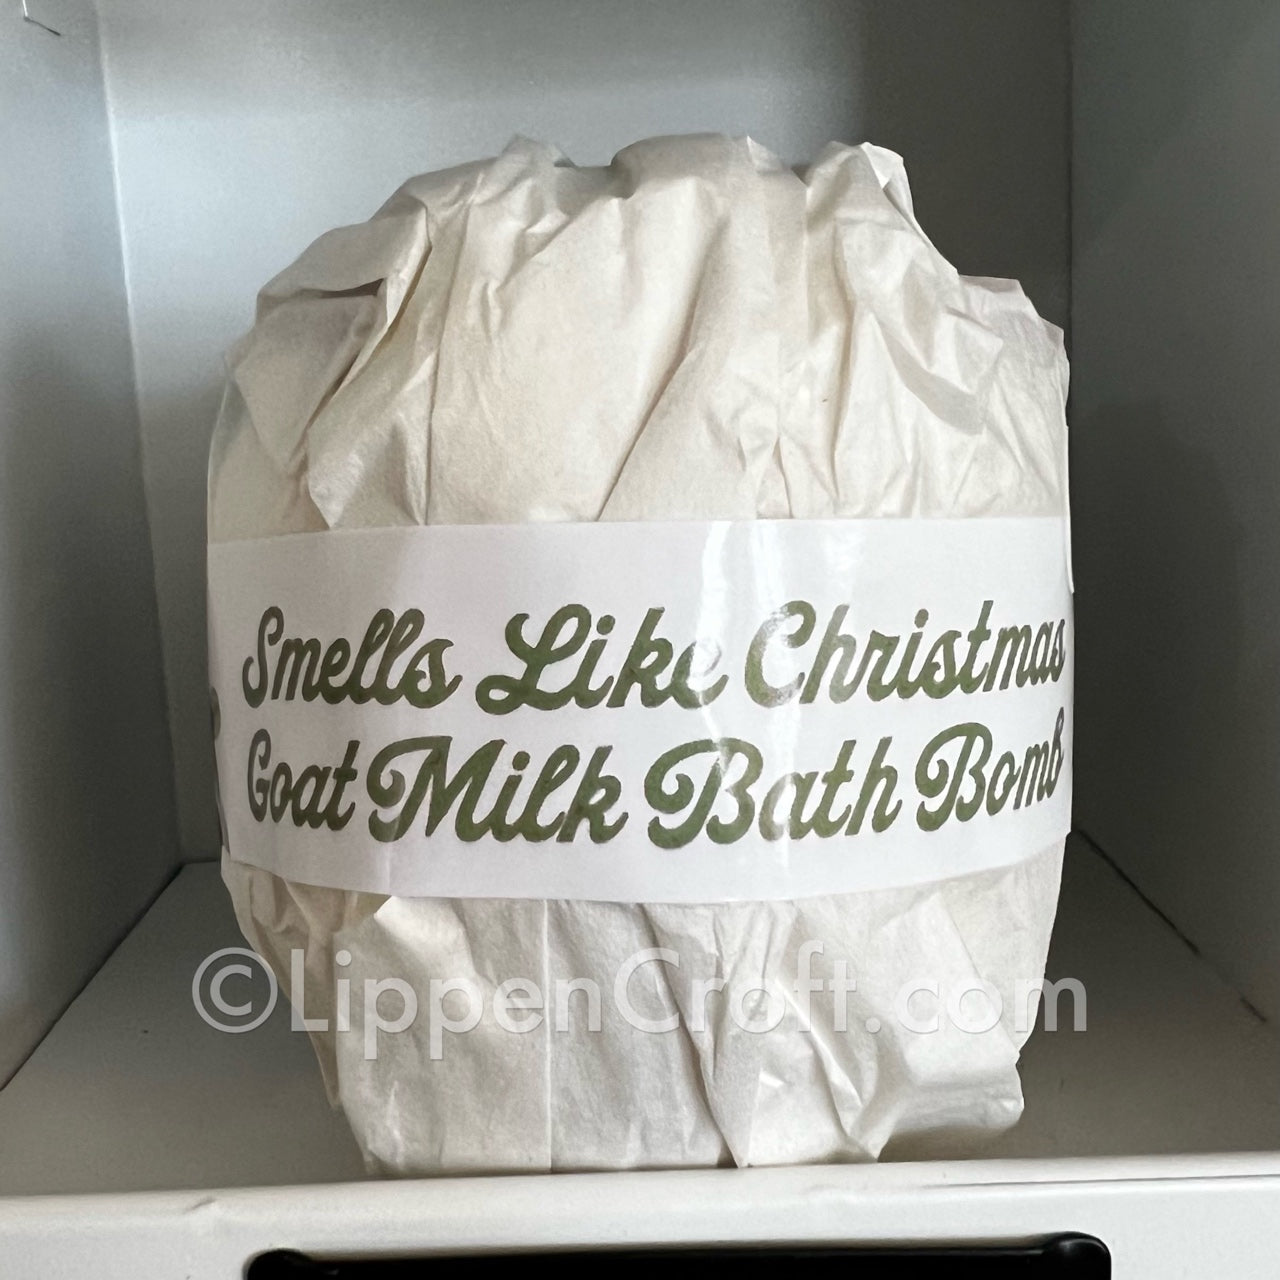 Smells Like Christmas
Goat Milk Bath Bomb
©LippenCroft.com